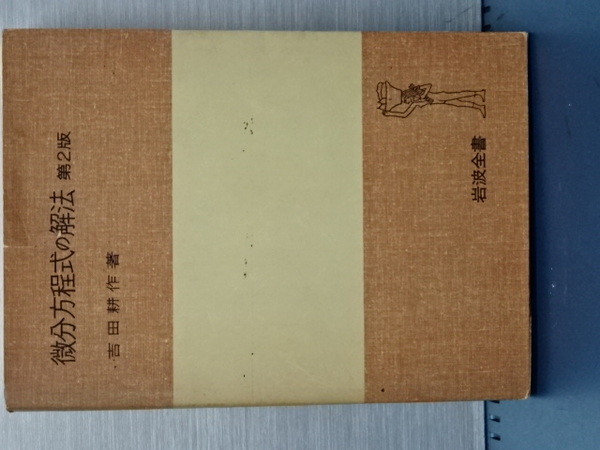 微分方程式の解法 第2版
吉田耕作著
岩波全書